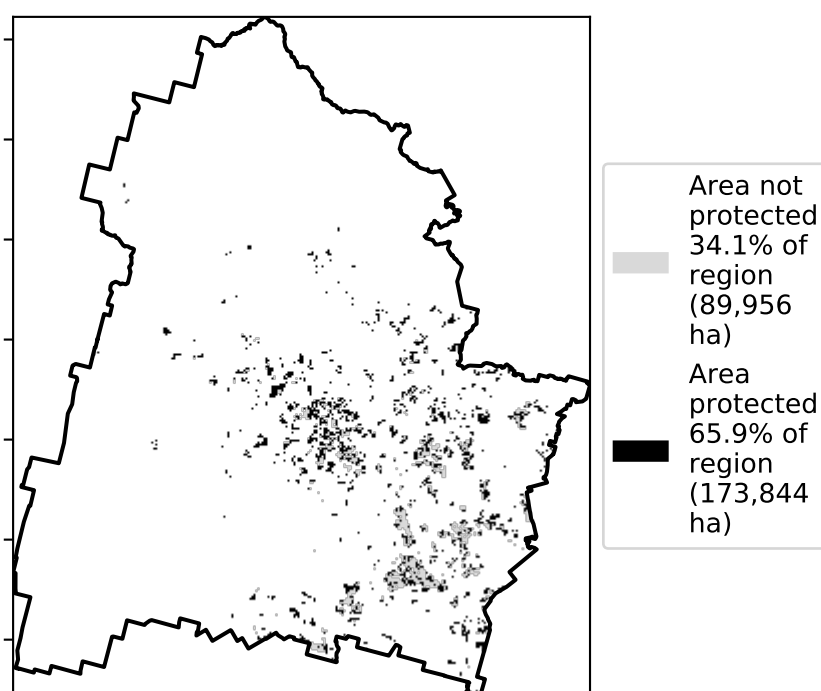 Area not
protected
34.1% of
region
(89,956
ha)
Area
protected
65.9% of
region
(173,844
ha)